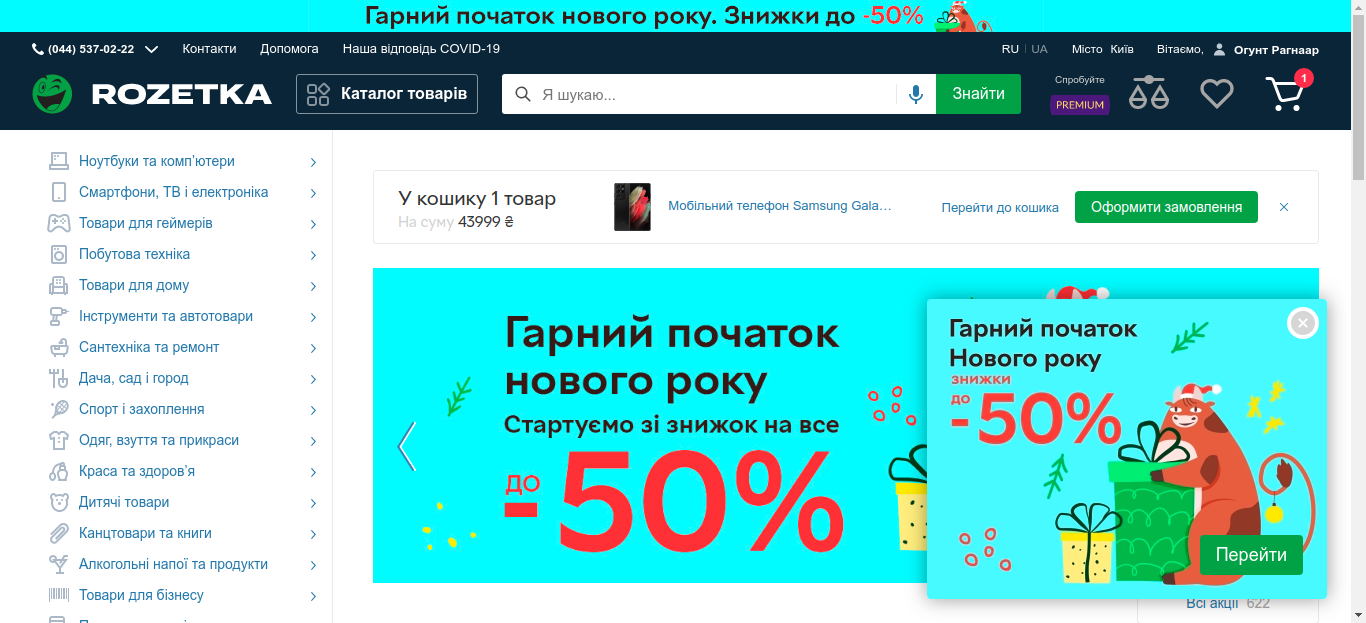 Гарний початок нового року. Знижки до -50%
(044) 537-02-22 Контакти Допомога Наша відповідь COVID-19 RU UA Місто Київ Вітаємо, Огунт Рагнаар
ROZETKA Каталог товарів Я шукаю... Знайти Спробуйте PREMIUM 1
Ноутбуки та комп'ютери
Смартфони, ТВ і електроніка
Товари для геймерів
Побутова техніка
Товари для дому
Інструменти та автотовари
Сантехніка та ремонт
Дача, сад і город
Спорт і захоплення
Одяг, взуття та прикраси
Краса та здоров'я
Дитячі товари
Канцтовари та книги
Алкогольні напої та продукти
Товари для бізнесу
У кошику 1 товар
На суму 43999 ₴
Мобільний телефон Samsung Gala…
Перейти до кошика
Оформити замовлення
Гарний початок
нового року
Стартуємо зі знижок на все
до
-50%
Гарний початок
Нового року
знижки
до
-50%
Перейти
Всі акції 622